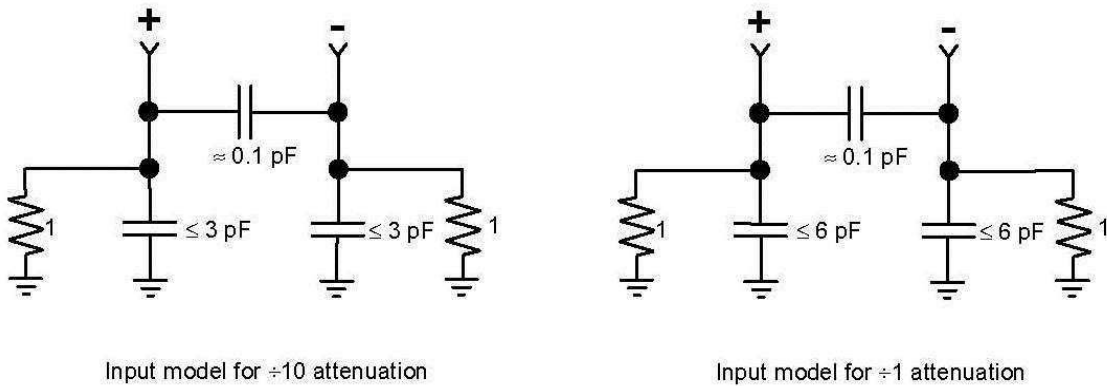 + -
≈ 0.1 pF
1 ≤ 3 pF ≤ 3 pF 1
Input model for ÷10 attenuation
+ -
≈ 0.1 pF
1 ≤ 6 pF ≤ 6 pF 1
Input model for ÷1 attenuation